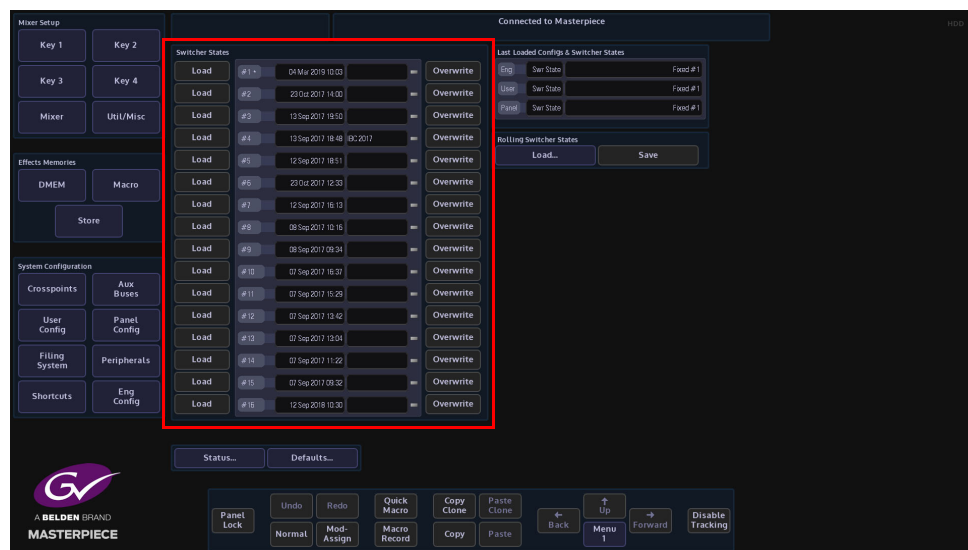 Mixer Setup
Key 1 Key 2
Key 3 Key 4
Mixer Util/Misc
Effects Memories
DMEM Macro
Store
System Configuration
Crosspoints Aux Buses
User Config Panel Config
Filing System Peripherals
Shortcuts Eng Config
Connected to Masterpiece
HDD
Switcher States
Load #1 * 04 Mar 2019 10:03 Overwrite
Load #2 23 Oct 2017 14:00 Overwrite
Load #3 13 Sep 2017 19:50 Overwrite
Load #4 13 Sep 2017 18:48 IBC 2017 Overwrite
Load #5 12 Sep 2017 18:51 Overwrite
Load #6 23 Oct 2017 12:33 Overwrite
Load #7 12 Sep 2017 16:13 Overwrite
Load #8 08 Sep 2017 10:16 Overwrite
Load #9 08 Sep 2017 09:34 Overwrite
Load #10 07 Sep 2017 16:37 Overwrite
Load #11 07 Sep 2017 15:29 Overwrite
Load #12 07 Sep 2017 13:42 Overwrite
Load #13 07 Sep 2017 13:04 Overwrite
Load #14 07 Sep 2017 11:22 Overwrite
Load #15 07 Sep 2017 09:32 Overwrite
Load #16 12 Sep 2018 10:30 Overwrite
Last Loaded Configs & Switcher States
Eng Swr State Fixed #1
User Swr State Fixed #1
Panel Swr State Fixed #1
Rolling Switcher States
Load... Save
Status... Defaults...
GV
A BELDEN BRAND
MASTERPIECE
Panel Lock
Undo Redo
Normal Mod-Assign
Quick Macro
Macro Record
Copy Clone Paste Clone
Copy Paste
← Back
↑ Up
Menu 1
→ Forward
Disable Tracking